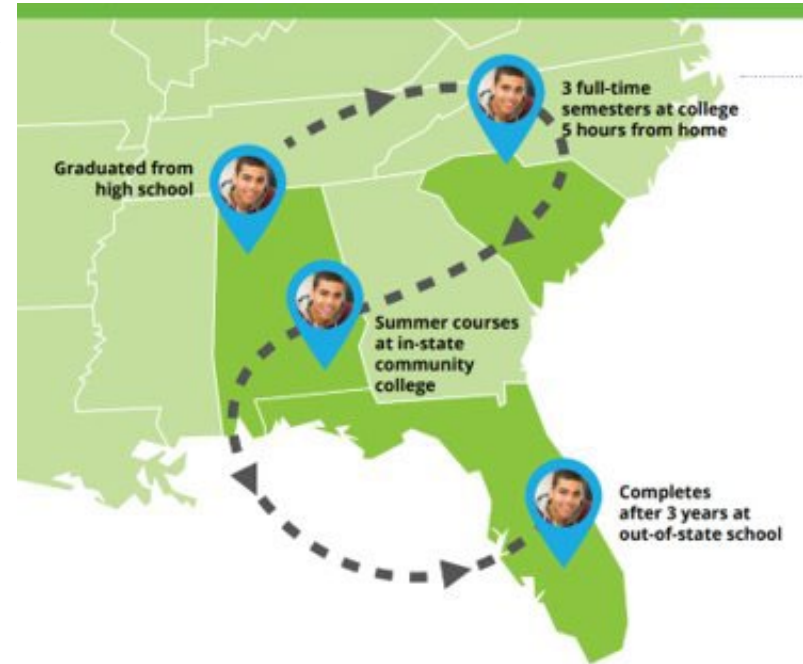 3 full-time
semesters at college
5 hours from home
Graduated from
high school
Summer courses
at in-state
community
college
Completes
after 3 years at
out-of-state school